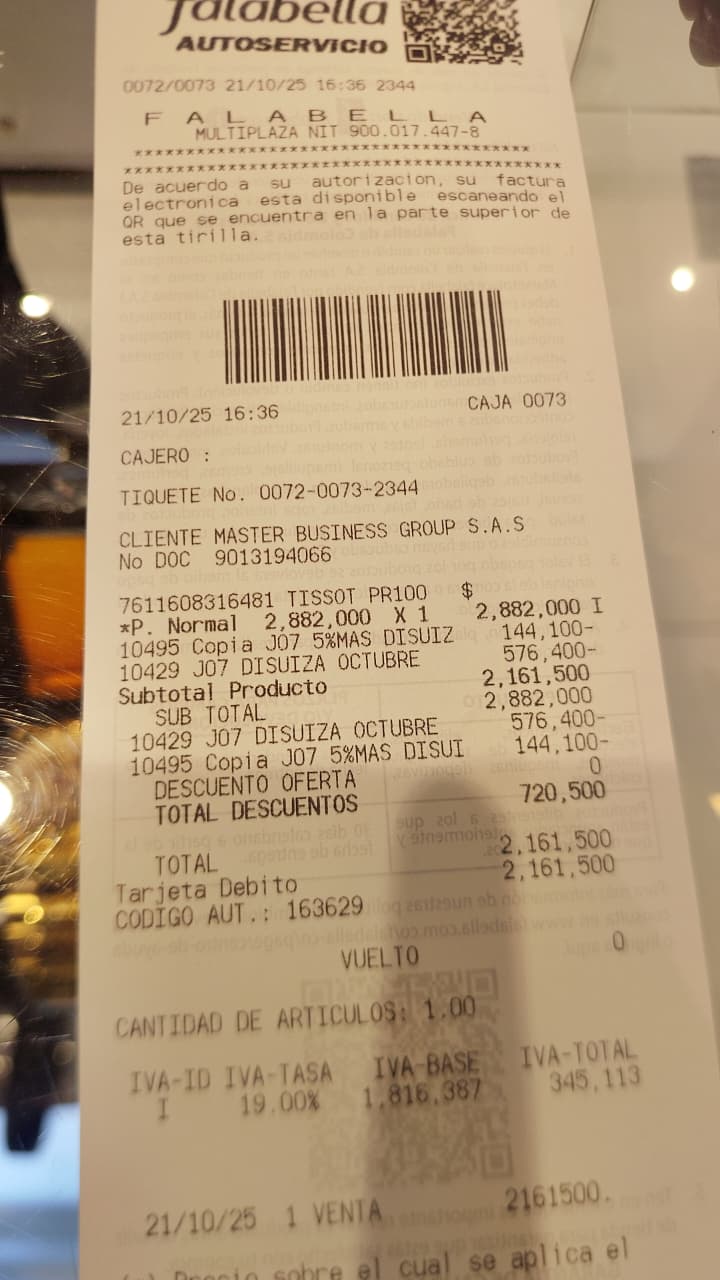 falabella
AUTOSERVICIO
0072/0073 21/10/25 16:36 2344
F A L A B E L L A
MULTIPLAZA NIT 900.017.447-8
De acuerdo a su autorizacion, su factura
electronica esta disponible escaneando el
QR que se encuentra en la parte superior de
esta tirilla.
21/10/25 16:36 CAJA 0073
CAJERO :
TIQUETE No. 0072-0073-2344
CLIENTE MASTER BUSINESS GROUP S.A.S
No DOC 9013194066
7611608316481 TISSOT PR100 $
*P. Normal 2,882,000 X 1 2,882,000 I
10495 Copia J07 5%MAS DISUIZ 144,100-
10429 J07 DISUIZA OCTUBRE 576,400-
Subtotal Producto 2,161,500
SUB TOTAL 2,882,000
10429 J07 DISUIZA OCTUBRE 576,400-
10495 Copia J07 5%MAS DISUI 144,100-
DESCUENTO OFERTA 0
TOTAL DESCUENTOS 720,500
TOTAL 2,161,500
Tarjeta Debito 2,161,500
CODIGO AUT.: 163629
VUELTO 0
CANTIDAD DE ARTICULOS: 1.00
IVA-ID IVA-TASA IVA-BASE IVA-TOTAL
I 19.00% 1,816,387 345,113
21/10/25 1 VENTA 2161500.
Precio sobre el cual se aplica el